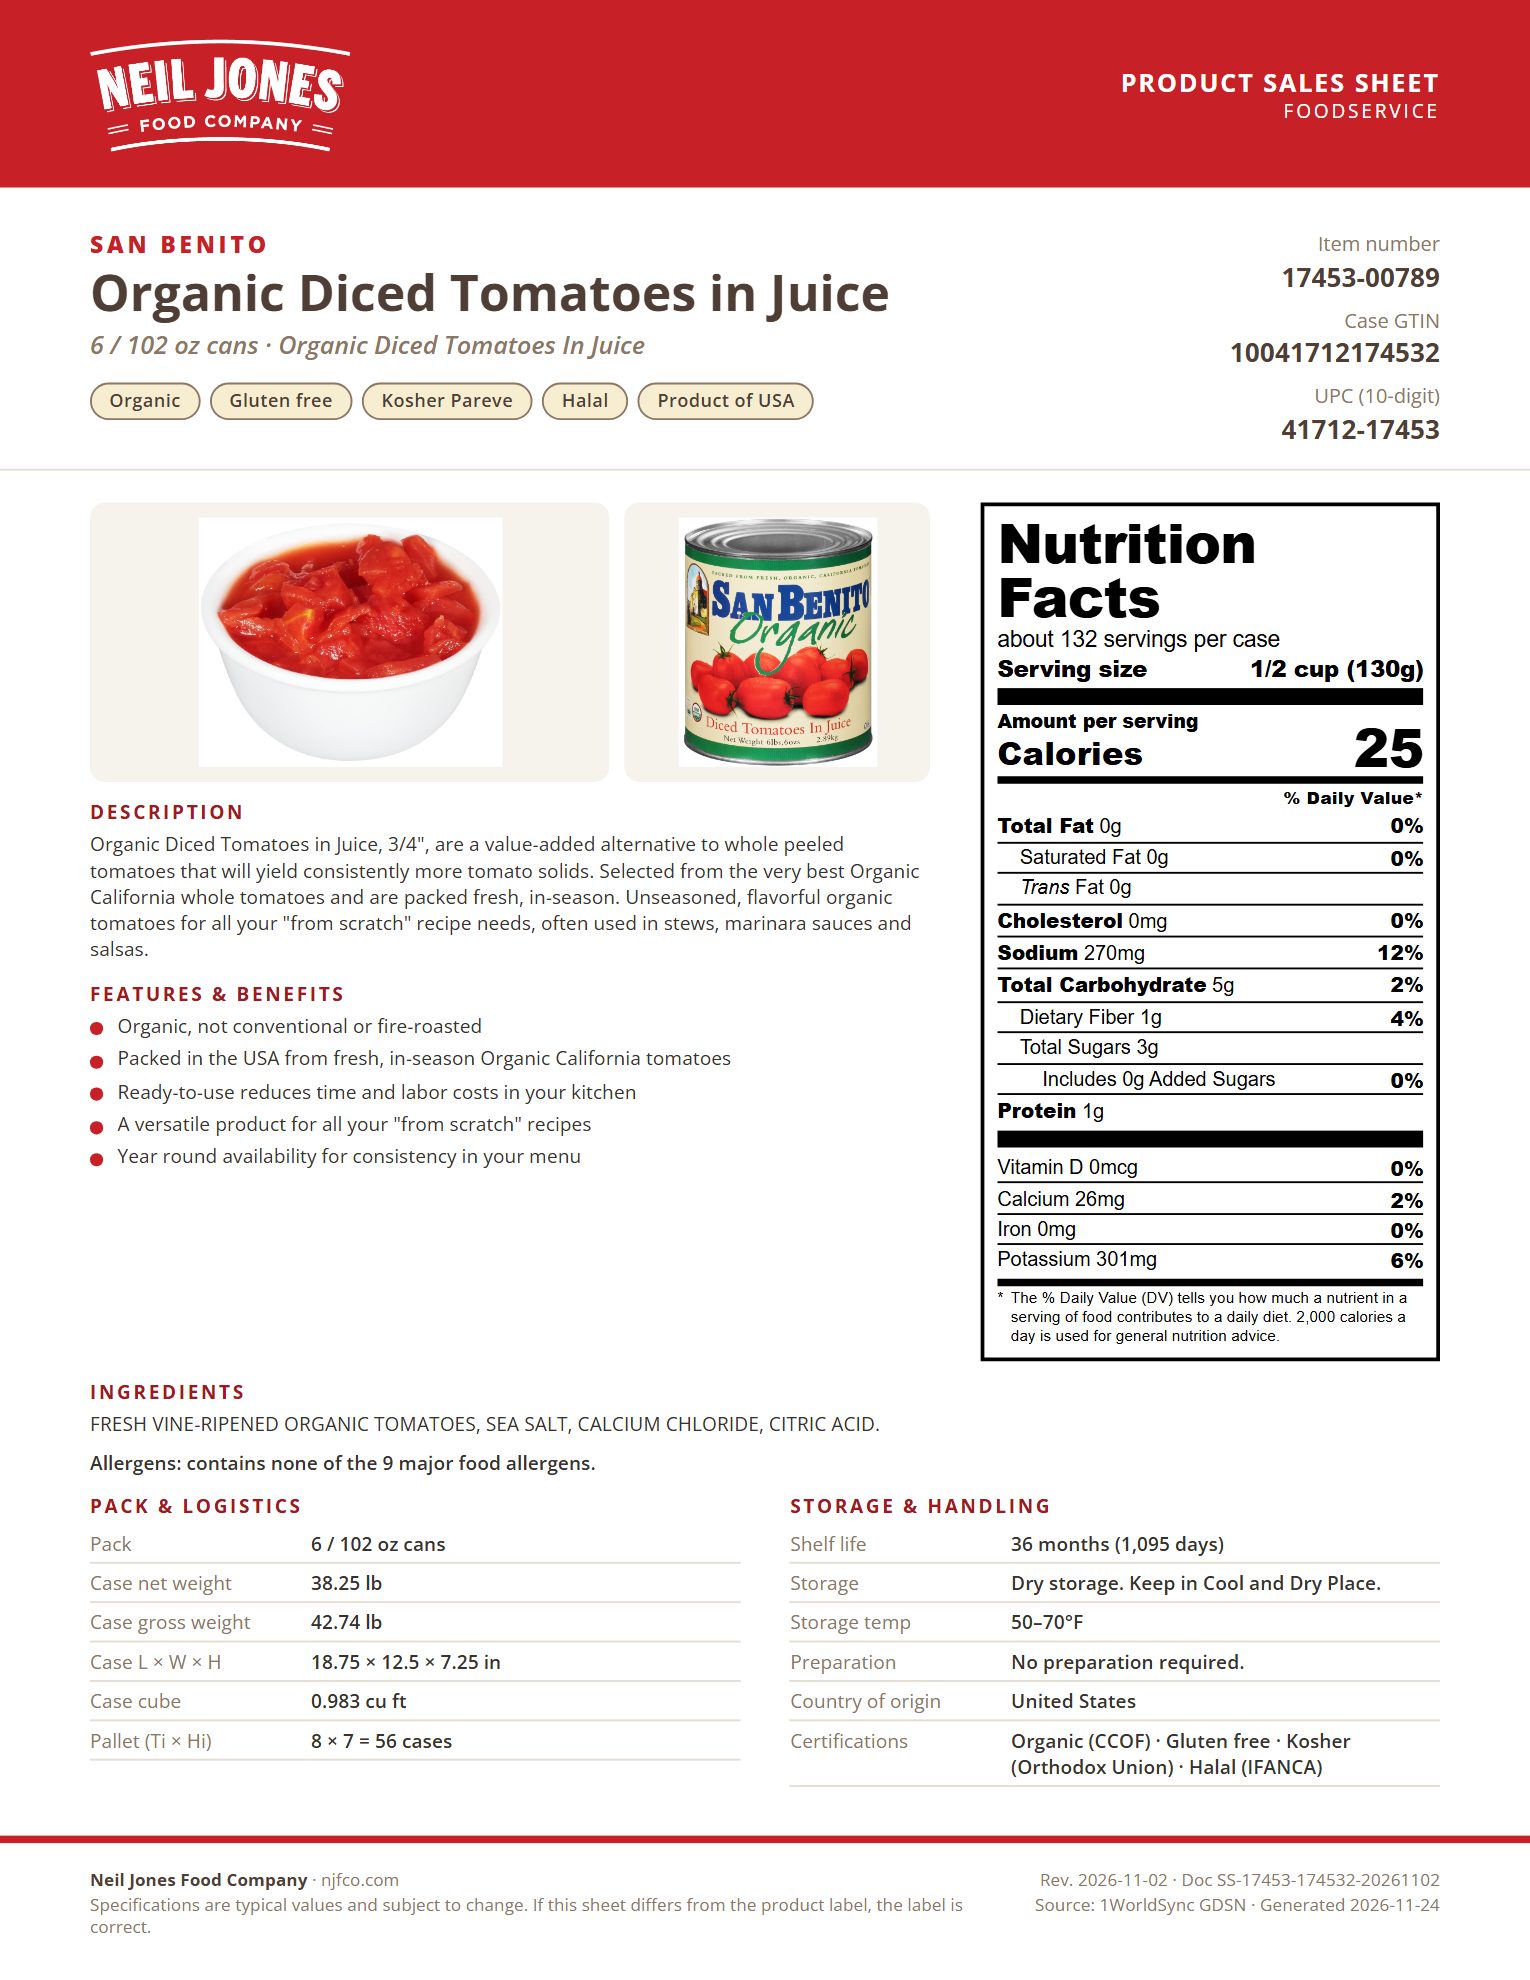 NEIL JONES
FOOD COMPANY
PRODUCT SALES SHEET
FOODSERVICE
SAN BENITO
Organic Diced Tomatoes in Juice
6 / 102 oz cans · Organic Diced Tomatoes In Juice
Organic
Gluten free
Kosher Pareve
Halal
Product of USA
Item number
17453-00789
Case GTIN
10041712174532
UPC (10-digit)
41712-17453
PACKED FROM FRESH, ORGANIC, CALIFORNIA
SAN BENITO
Organic
Diced Tomatoes In Juice
Net Weight 6lbs.6ozs 2.89kg
DESCRIPTION
Organic Diced Tomatoes in Juice, 3/4", are a value-added alternative to whole peeled
tomatoes that will yield consistently more tomato solids. Selected from the very best Organic
California whole tomatoes and are packed fresh, in-season. Unseasoned, flavorful organic
tomatoes for all your "from scratch" recipe needs, often used in stews, marinara sauces and
salsas.
FEATURES & BENEFITS
Organic, not conventional or fire-roasted
Packed in the USA from fresh, in-season Organic California tomatoes
Ready-to-use reduces time and labor costs in your kitchen
A versatile product for all your "from scratch" recipes
Year round availability for consistency in your menu
Nutrition
Facts
about 132 servings per case
Serving size 1/2 cup (130g)
Amount per serving
Calories 25
% Daily Value*
Total Fat 0g 0%
Saturated Fat 0g 0%
Trans Fat 0g
Cholesterol 0mg 0%
Sodium 270mg 12%
Total Carbohydrate 5g 2%
Dietary Fiber 1g 4%
Total Sugars 3g
Includes 0g Added Sugars 0%
Protein 1g
Vitamin D 0mcg 0%
Calcium 26mg 2%
Iron 0mg 0%
Potassium 301mg 6%
* The % Daily Value (DV) tells you how much a nutrient in a
serving of food contributes to a daily diet. 2,000 calories a
day is used for general nutrition advice.
INGREDIENTS
FRESH VINE-RIPENED ORGANIC TOMATOES, SEA SALT, CALCIUM CHLORIDE, CITRIC ACID.
Allergens: contains none of the 9 major food allergens.
PACK & LOGISTICS
Pack 6 / 102 oz cans
Case net weight 38.25 lb
Case gross weight 42.74 lb
Case L × W × H 18.75 × 12.5 × 7.25 in
Case cube 0.983 cu ft
Pallet (Ti × Hi) 8 × 7 = 56 cases
STORAGE & HANDLING
Shelf life 36 months (1,095 days)
Storage Dry storage. Keep in Cool and Dry Place.
Storage temp 50–70°F
Preparation No preparation required.
Country of origin United States
Certifications Organic (CCOF) · Gluten free · Kosher
(Orthodox Union) · Halal (IFANCA)
Neil Jones Food Company · njfco.com
Specifications are typical values and subject to change. If this sheet differs from the product label, the label is
correct.
Rev. 2026-11-02 · Doc SS-17453-174532-20261102
Source: 1WorldSync GDSN · Generated 2026-11-24